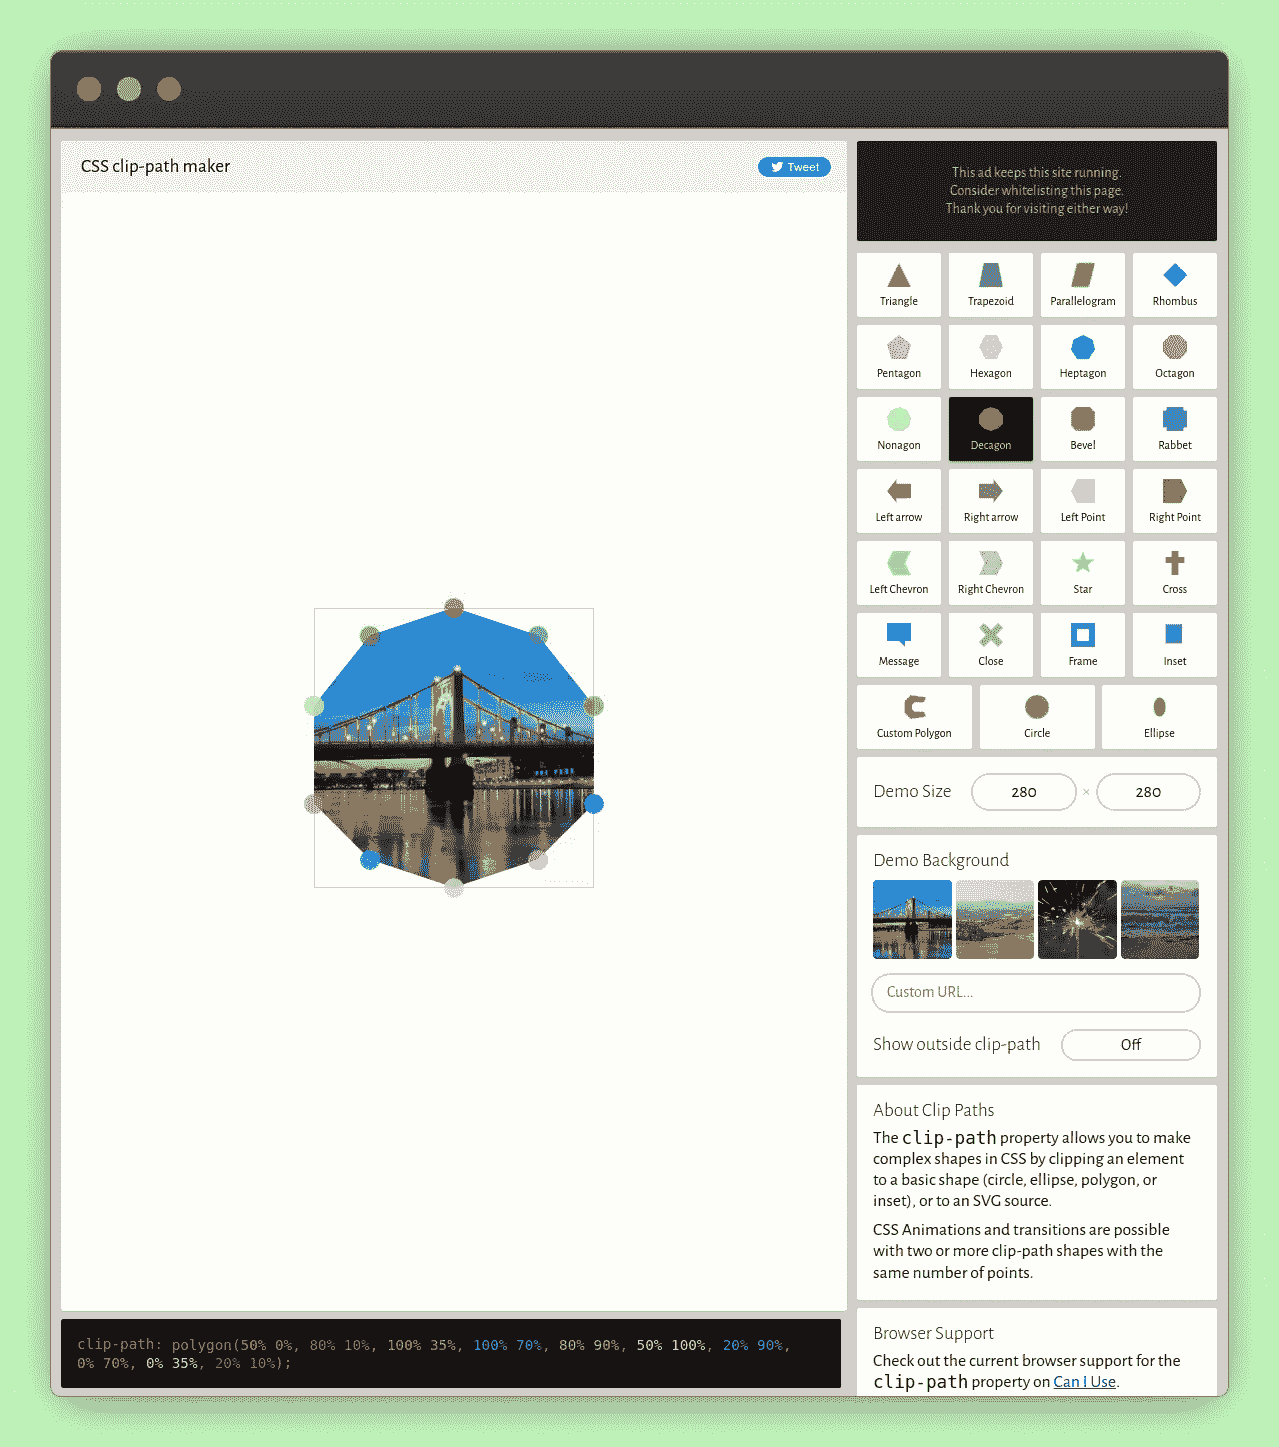 CSS clip-path maker
Tweet
This ad keeps this site running.
Consider whitelisting this page.
Thank you for visiting either way!
Triangle
Trapezoid
Parallelogram
Rhombus
Pentagon
Hexagon
Heptagon
Octagon
Nonagon
Decagon
Bevel
Rabbet
Left arrow
Right arrow
Left Point
Right Point
Left Chevron
Right Chevron
Star
Cross
Message
Close
Frame
Inset
Custom Polygon
Circle
Ellipse
Demo Size
280
×
280
Demo Background
Custom URL...
Show outside clip-path
Off
About Clip Paths
The clip-path property allows you to make
complex shapes in CSS by clipping an element
to a basic shape (circle, ellipse, polygon, or
inset), or to an SVG source.
CSS Animations and transitions are possible
with two or more clip-path shapes with the
same number of points.
Browser Support
Check out the current browser support for the
clip-path property on Can I Use.
clip-path: polygon(50% 0%, 80% 10%, 100% 35%, 100% 70%, 80% 90%, 50% 100%, 20% 90%,
0% 70%, 0% 35%, 20% 10%);